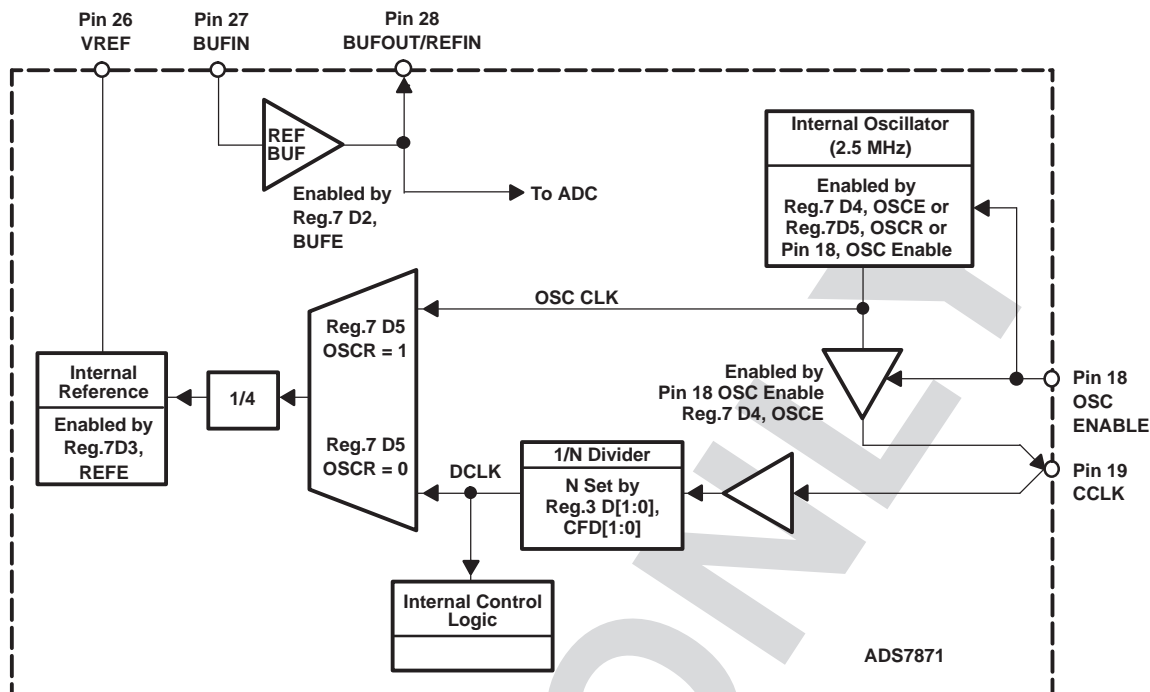 Pin 26
VREF
Pin 27
BUFIN
Pin 28
BUFOUT/REFIN
REF
BUF
Enabled by
Reg.7 D2,
BUFE
To ADC
Internal Oscillator
(2.5 MHz)
Enabled by
Reg.7 D4, OSCE or
Reg.7D5, OSCR or
Pin 18, OSC Enable
OSC CLK
Reg.7 D5
OSCR = 1
Internal
Reference
Enabled by
Reg.7D3,
REFE
1/4
Enabled by
Pin 18 OSC Enable
Reg.7 D4, OSCE
Pin 18
OSC
ENABLE
Reg.7 D5
OSCR = 0
DCLK
1/N Divider
N Set by
Reg.3 D[1:0],
CFD[1:0]
Pin 19
CCLK
Internal Control
Logic
ADS7871
ONLY